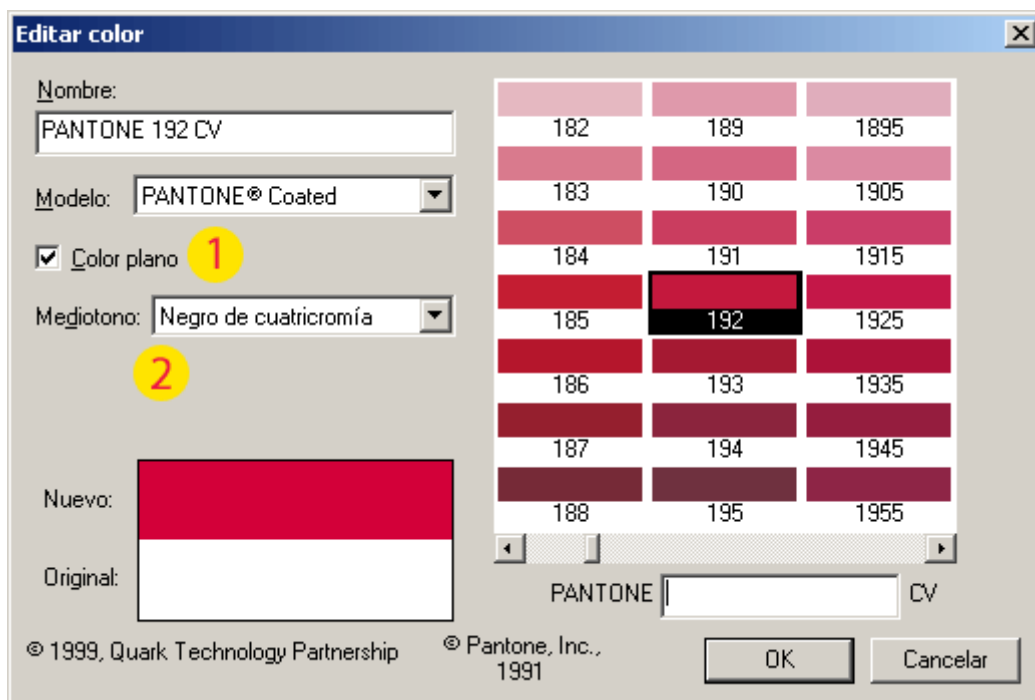 Editar color
Nombre:
PANTONE 192 CV
Modelo: PANTONE® Coated
Color plano 1
Mediotono: Negro de cuatricromía
2
Nuevo:
Original:
182 189 1895
183 190 1905
184 191 1915
185 192 1925
186 193 1935
187 194 1945
188 195 1955
PANTONE CV
© 1999, Quark Technology Partnership
© Pantone, Inc.,
1991
OK Cancelar